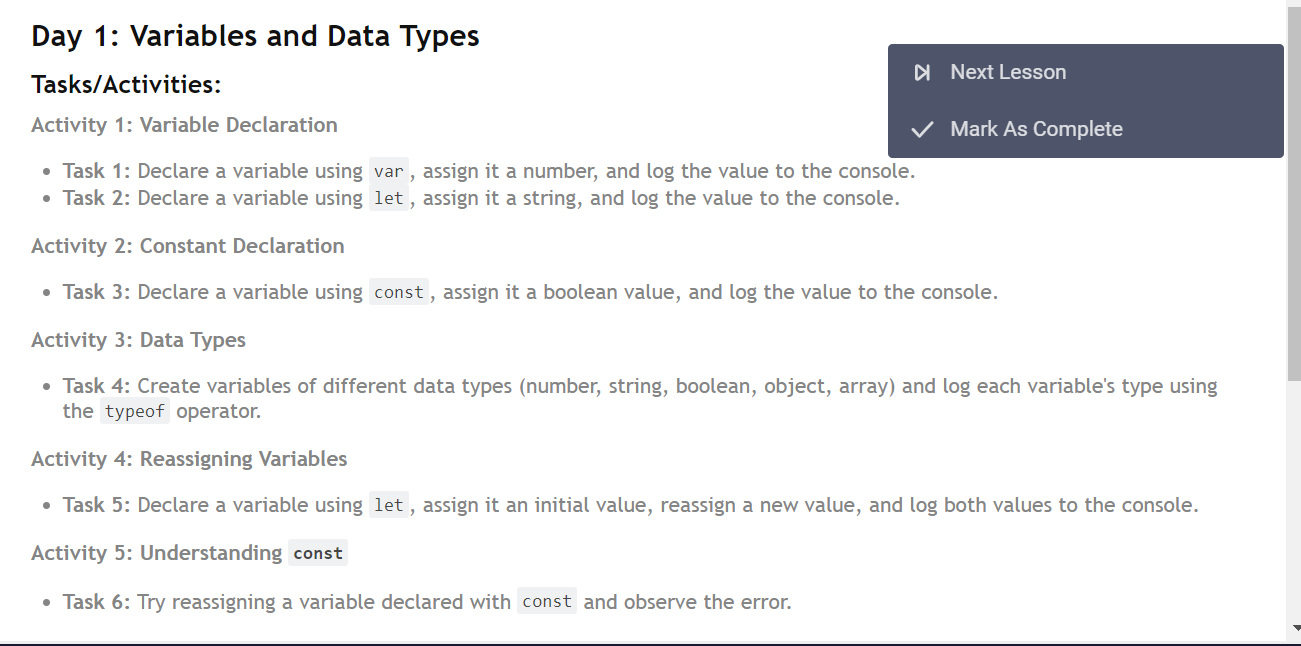 Day 1: Variables and Data Types
Next Lesson
Mark As Complete
Tasks/Activities:
Activity 1: Variable Declaration
Task 1: Declare a variable using var, assign it a number, and log the value to the console.
Task 2: Declare a variable using let, assign it a string, and log the value to the console.
Activity 2: Constant Declaration
Task 3: Declare a variable using const, assign it a boolean value, and log the value to the console.
Activity 3: Data Types
Task 4: Create variables of different data types (number, string, boolean, object, array) and log each variable's type using
the typeof operator.
Activity 4: Reassigning Variables
Task 5: Declare a variable using let, assign it an initial value, reassign a new value, and log both values to the console.
Activity 5: Understanding const
Task 6: Try reassigning a variable declared with const and observe the error.